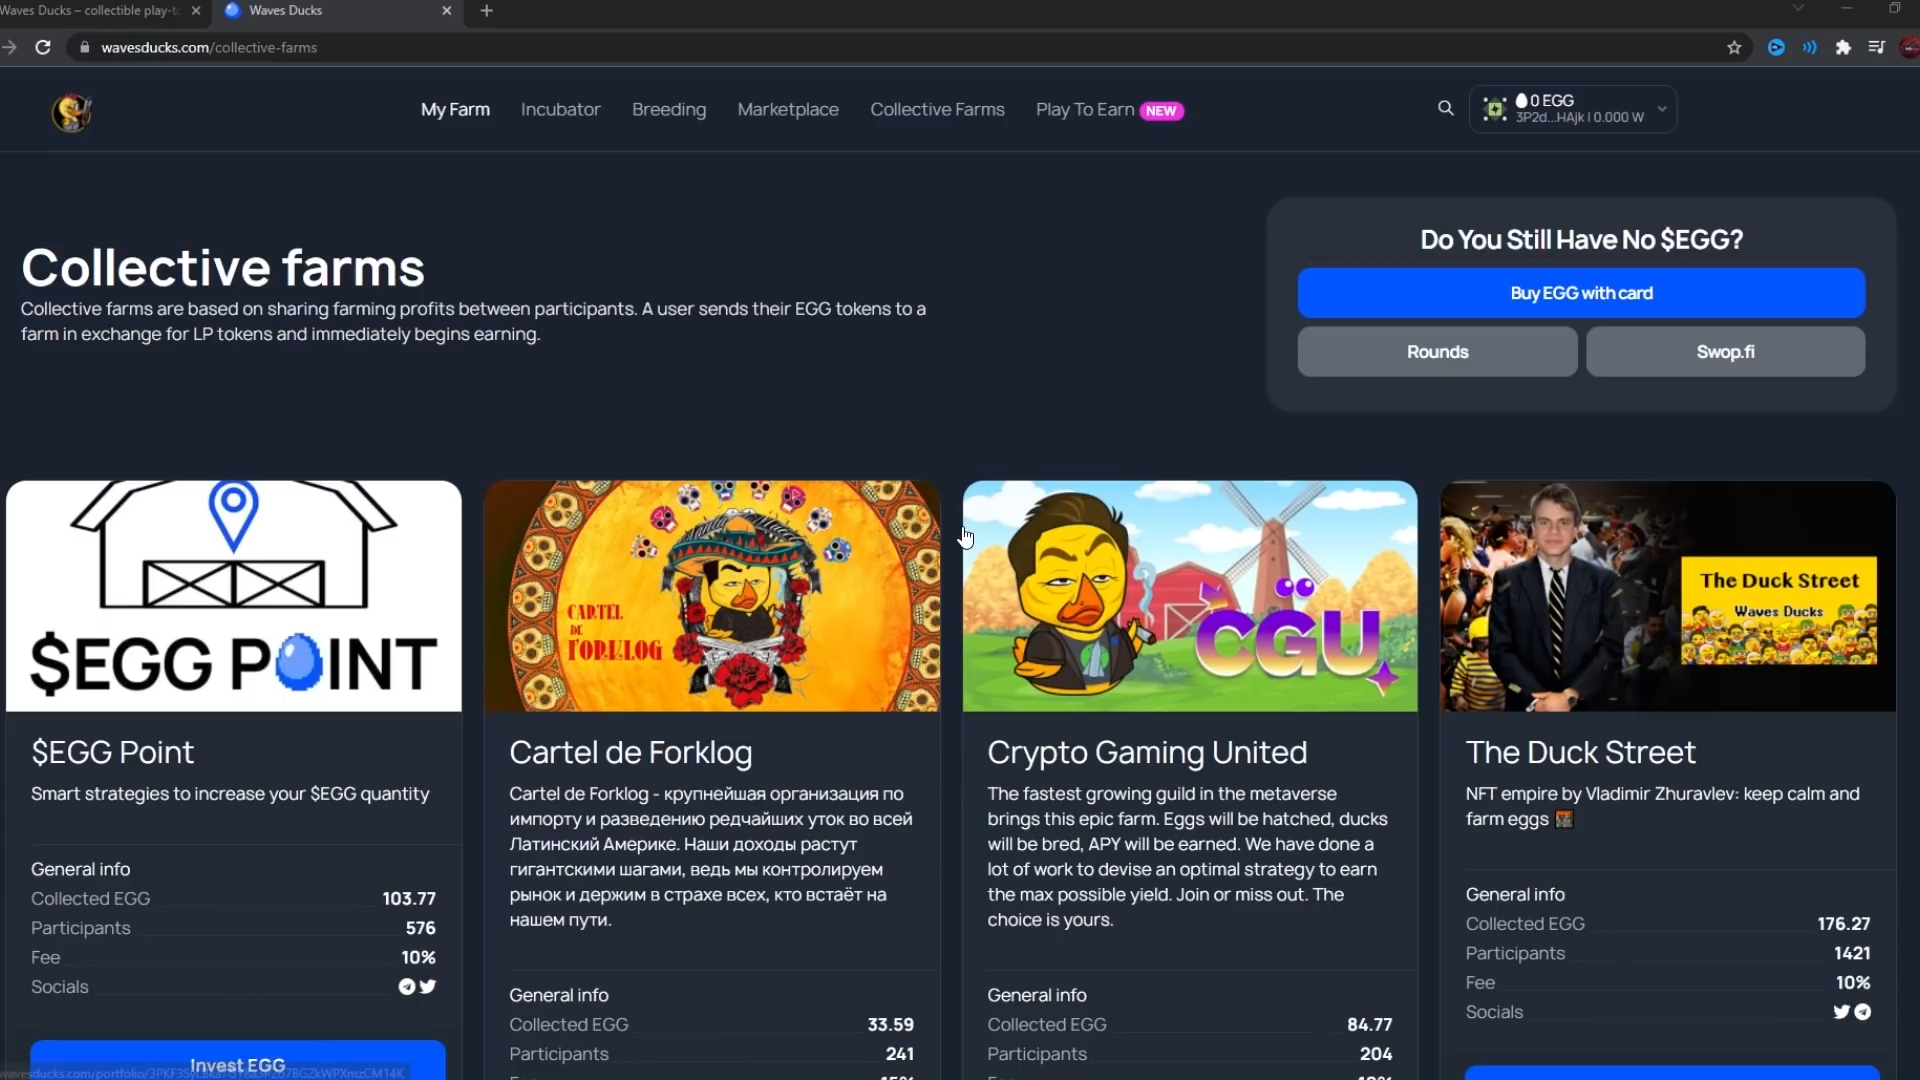 Waves Ducks – collectible play-to
Waves Ducks
wavesducks.com/collective-farms
My Farm
Incubator
Breeding
Marketplace
Collective Farms
Play To Earn NEW
0 EGG
3P2d...HAjk | 0.000 W
Collective farms
Collective farms are based on sharing farming profits between participants. A user sends their EGG tokens to a
farm in exchange for LP tokens and immediately begins earning.
Do You Still Have No $EGG?
Buy EGG with card
Rounds
Swop.fi
$EGG POINT
$EGG Point
Smart strategies to increase your $EGG quantity
General info
Collected EGG 103.77
Participants 576
Fee 10%
Socials
Invest EGG
CARTEL
DE
FORKLOG
Cartel de Forklog
Cartel de Forklog - крупнейшая организация по
импорту и разведению редчайших уток во всей
Латинский Америке. Наши доходы растут
гигантскими шагами, ведь мы контролируем
рынок и держим в страхе всех, кто встаёт на
нашем пути.
General info
Collected EGG 33.59
Participants 241
CGU
Crypto Gaming United
The fastest growing guild in the metaverse
brings this epic farm. Eggs will be hatched, ducks
will be bred, APY will be earned. We have done a
lot of work to devise an optimal strategy to earn
the max possible yield. Join or miss out. The
choice is yours.
General info
Collected EGG 84.77
Participants 204
The Duck Street
Waves Ducks
The Duck Street
NFT empire by Vladimir Zhuravlev: keep calm and
farm eggs
General info
Collected EGG 176.27
Participants 1421
Fee 10%
Socials